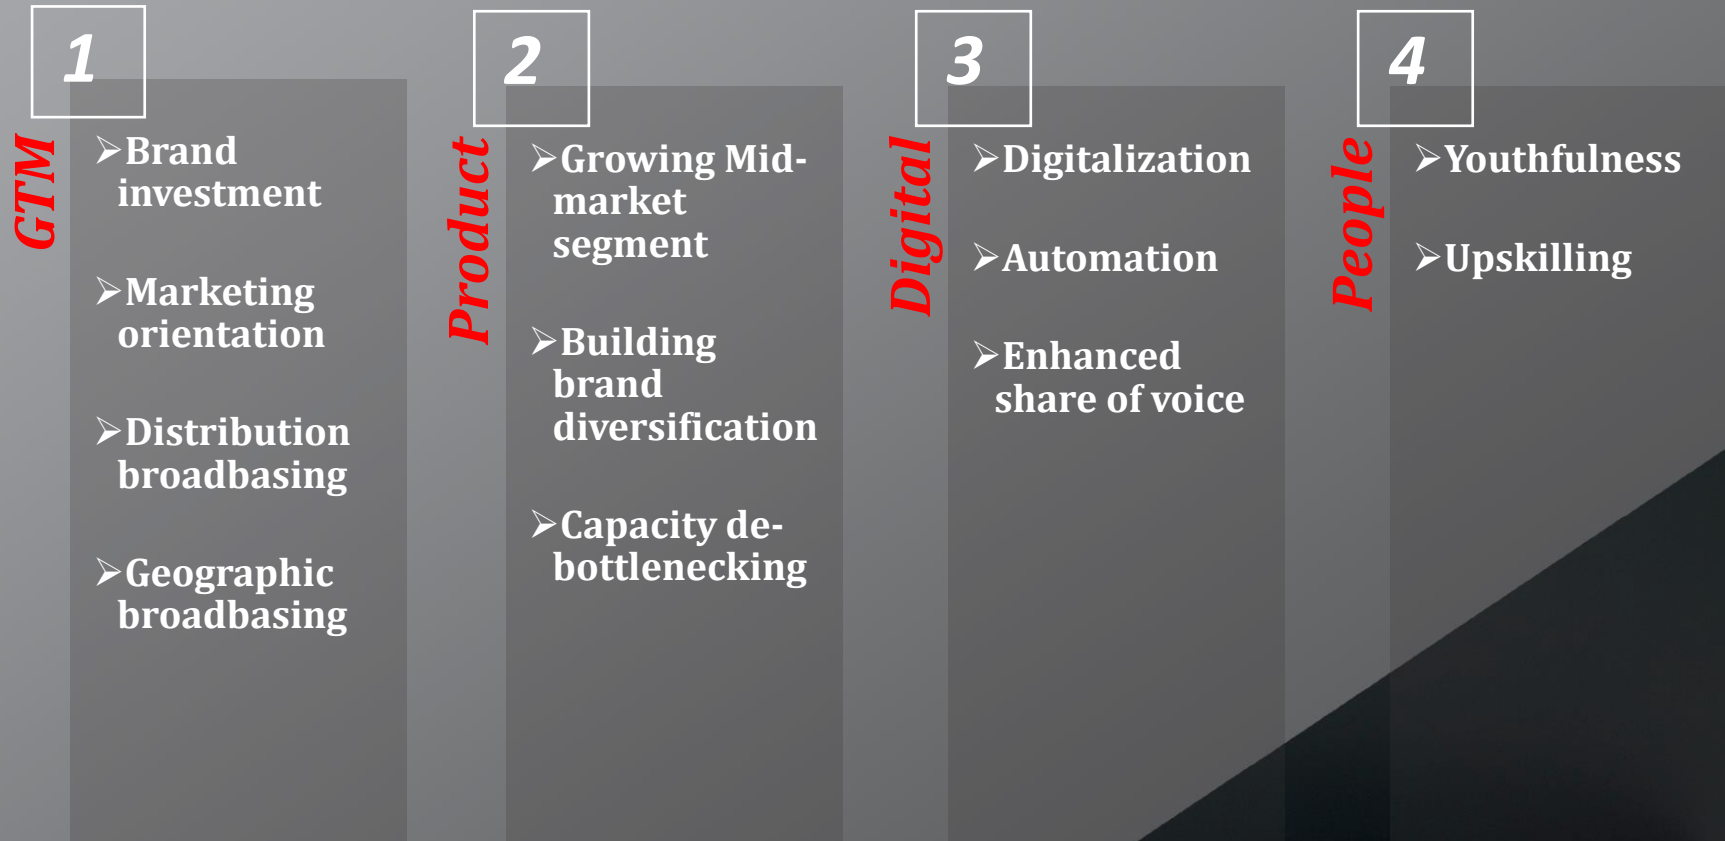 1
GTM
➢Brand
investment
➢Marketing
orientation
➢Distribution
broadbasing
➢Geographic
broadbasing
2
Product
➢Growing Mid-
market
segment
➢Building
brand
diversification
➢Capacity de-
bottlenecking
3
Digital
➢Digitalization
➢Automation
➢Enhanced
share of voice
4
People
➢Youthfulness
➢Upskilling